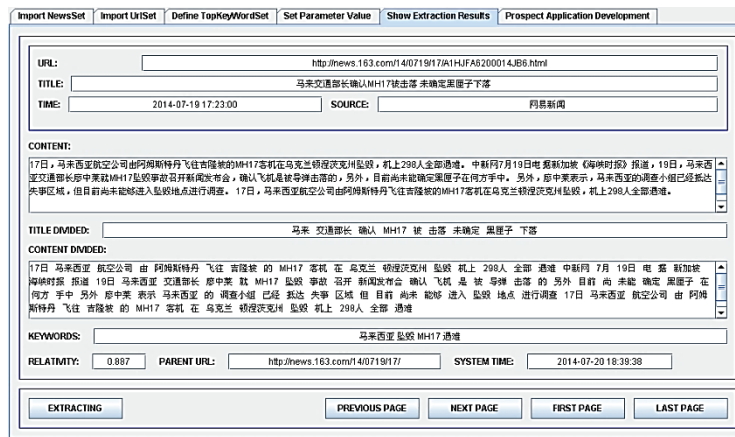 Import NewsSet Import UrlSet Define TopKeyWordSet Set Parameter Value Show Extraction Results Prospect Application Development
URL: http://news.163.com/14/0719/17/A1HJFA6200014JB6.html
TITLE: 马来交通部长确认MH17被击落 未确定黑匣子下落
TIME: 2014-07-19 17:23:00 SOURCE: 网易新闻
CONTENT:
17日，马来西亚航空公司由阿姆斯特丹飞往吉隆坡的MH17客机在乌克兰顿涅茨克州坠毁，机上298人全部遇难。中新网7月19日电 据新加坡《海峡时报》报道，19日，马来西
亚交通部长廖中莱就MH17坠毁事故召开新闻发布会，确认飞机是被导弹击落的，另外，目前尚未能确定黑匣子在何方手中。另外，廖中莱表示，马来西亚的调查小组已经抵达
失事区域，但目前尚未能够进入坠毁地点进行调查。17日，马来西亚航空公司由阿姆斯特丹飞往吉隆坡的MH17客机在乌克兰顿涅茨克州坠毁，机上298人全部遇难。
TITLE DIVIDED: 马来 交通部长 确认 MH17 被 击落 未确定 黑匣子 下落
CONTENT DIVIDED:
17日 马来西亚 航空公司 由 阿姆斯特丹 飞往 吉隆坡 的 MH17 客机 在 乌克兰 顿涅茨克州 坠毁 机上 298人 全部 遇难 中新网 7月 19日 电 据 新加坡
海峡时报 报道 19日 马来西亚 交通部长 廖中莱 就 MH17 坠毁 事故 召开 新闻发布会 确认 飞机 是 被 导弹 击落 的 另外 目前 尚 未能 确定 黑匣子 在
何方 手中 另外 廖中莱 表示 马来西亚 的 调查小组 已经 抵达 失事 区域 但 目前 尚未 能够 进入 坠毁 地点 进行调查 17日 马来西亚 航空公司 由 阿姆
斯特丹 飞往 吉隆坡 的 MH17 客机 在 乌克兰 顿涅茨克州 坠毁 机上 298人 全部 遇难
KEYWORDS: 马来西亚 坠毁 MH17 遇难
RELATIVITY: 0.887 PARENT URL: http://news.163.com/14/0719/17/ SYSTEM TIME: 2014-07-20 18:39:38
EXTRACTING PREVIOUS PAGE NEXT PAGE FIRST PAGE LAST PAGE